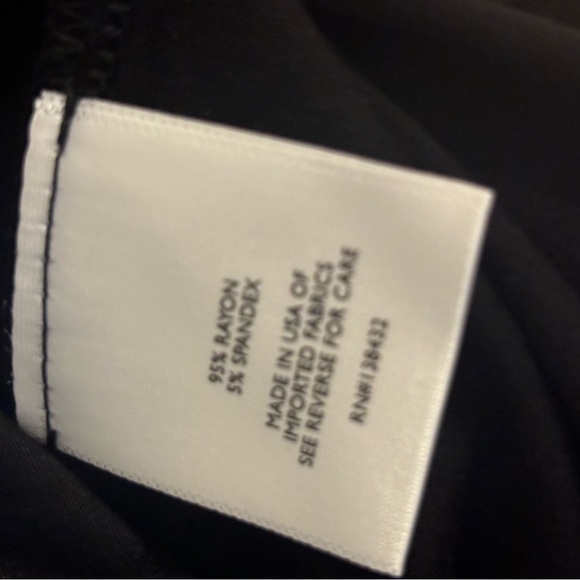 95% RAYON
5% SPANDEX
MADE IN USA OF
IMPORTED FABRICS
SEE REVERSE FOR CARE
RN#138432